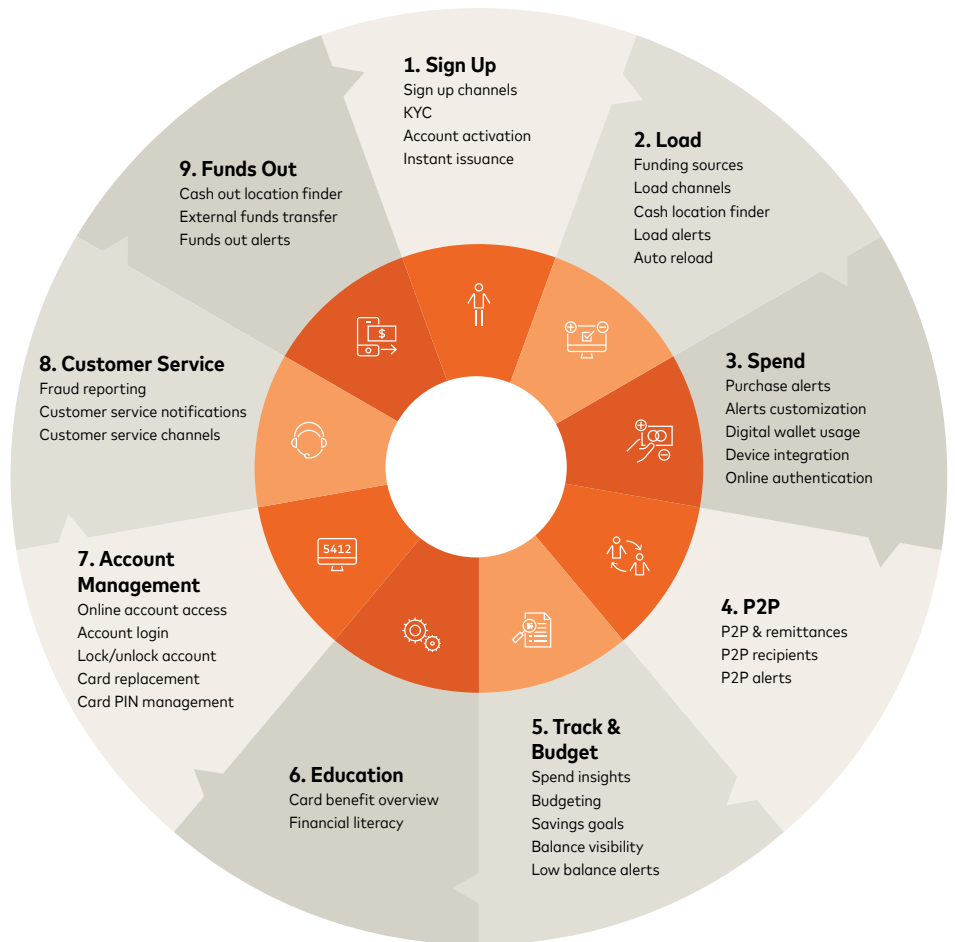 1. Sign Up
Sign up channels
KYC
Account activation
Instant issuance
2. Load
Funding sources
Load channels
Cash location finder
Load alerts
Auto reload
3. Spend
Purchase alerts
Alerts customization
Digital wallet usage
Device integration
Online authentication
4. P2P
P2P & remittances
P2P recipients
P2P alerts
5. Track &
Budget
Spend insights
Budgeting
Savings goals
Balance visibility
Low balance alerts
6. Education
Card benefit overview
Financial literacy
7. Account
Management
Online account access
Account login
Lock/unlock account
Card replacement
Card PIN management
8. Customer Service
Fraud reporting
Customer service notifications
Customer service channels
9. Funds Out
Cash out location finder
External funds transfer
Funds out alerts
$
5412